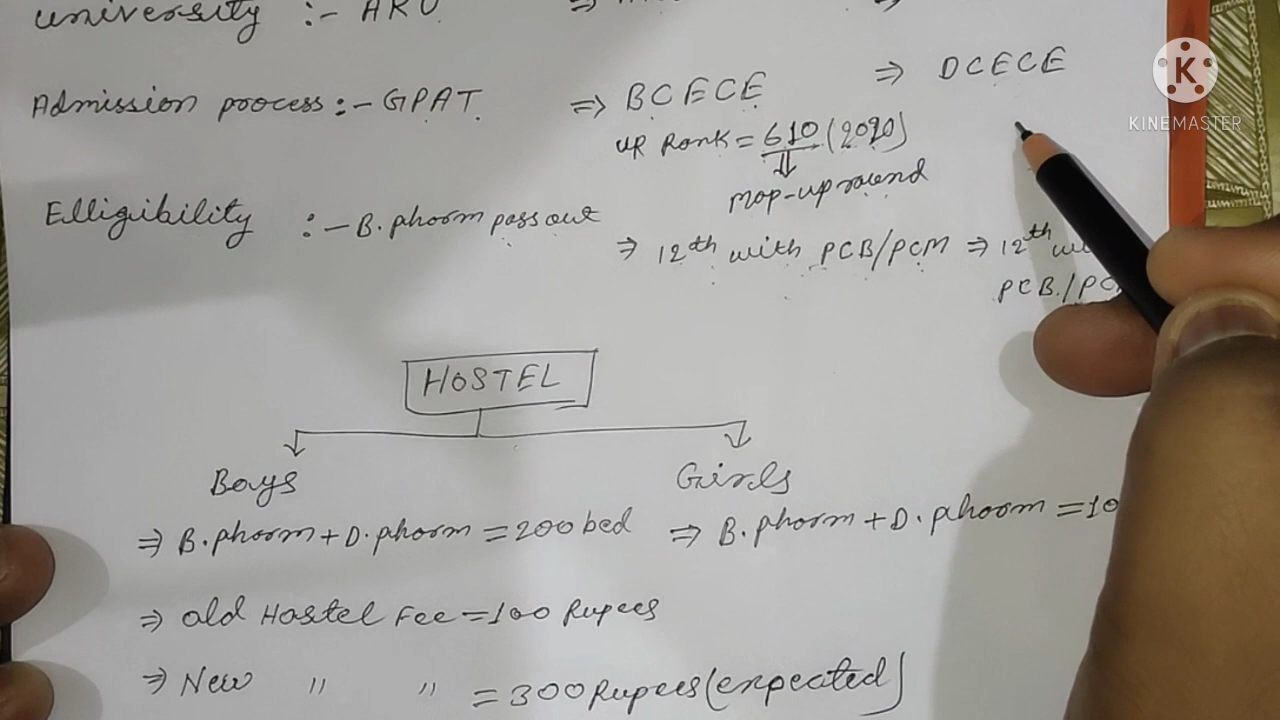 university :- AKU ⇒ ⇒
Admission process :- GPAT ⇒ BCECE ⇒ DCECE
UR Rank = 610 (2020)
mop-up round
Elligibility :- B.pharm pass out ⇒ 12th with PCB/PCM ⇒ 12th
PCB/
HOSTEL
Boys Girls
⇒ B.pharm + D.pharm = 200 bed ⇒ B.pharm + D.pharm = 10
⇒ old Hostel Fee = 100 Rupees
⇒ New " " = 300 Rupees (expected)
K
KINEMASTER